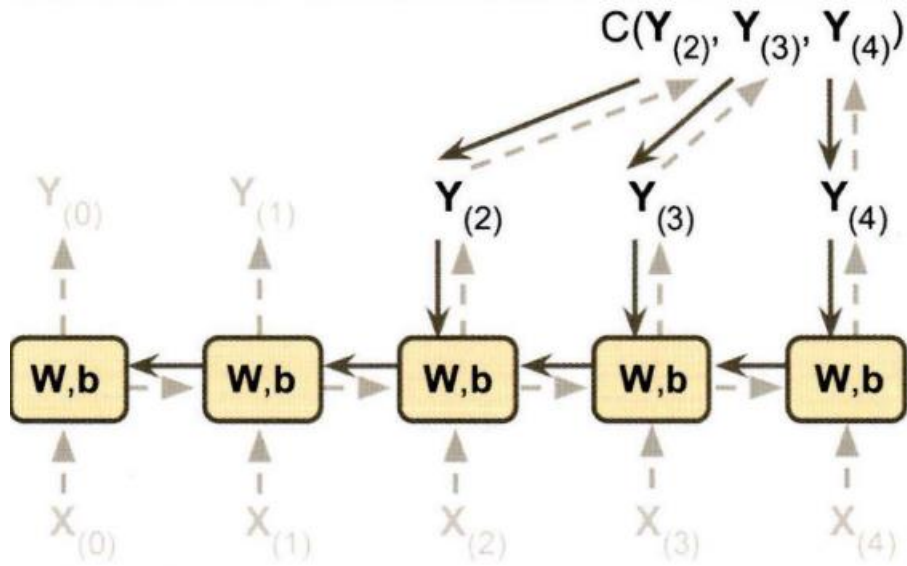 C(Y(2), Y(3), Y(4))
Y(0) Y(1) Y(2) Y(3) Y(4)
W,b W,b W,b W,b W,b
X(0) X(1) X(2) X(3) X(4)